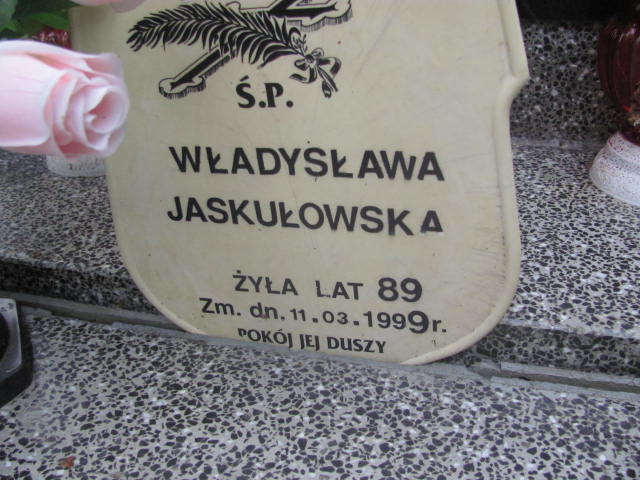 Ś.P.
WŁADYSŁAWA
JASKUŁOWSKA
ŻYŁA LAT 89
Zm. dn. 11.03.1999r.
POKÓJ JEJ DUSZY